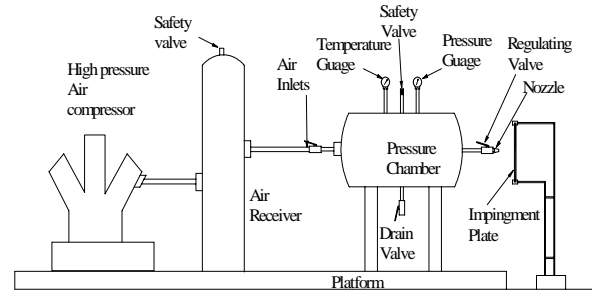 Safety
valve
High pressure
Air
compressor
Air
Inlets
Temperature
Guage
Safety
Valve
Pressure
Guage
Regulating
Valve
Nozzle
Pressure
Chamber
Air
Receiver
Drain
Valve
Impingment
Plate
Platform